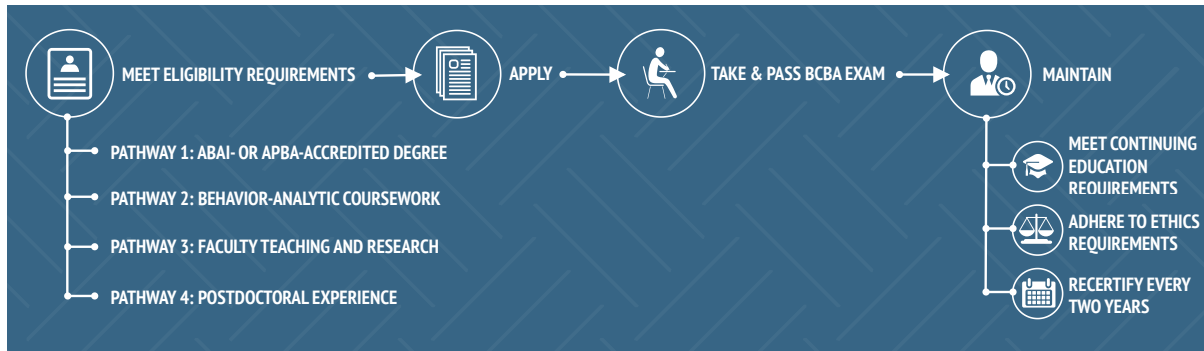 MEET ELIGIBILITY REQUIREMENTS
APPLY
TAKE & PASS BCBA EXAM
MAINTAIN
PATHWAY 1: ABAI- OR APBA-ACCREDITED DEGREE
PATHWAY 2: BEHAVIOR-ANALYTIC COURSEWORK
PATHWAY 3: FACULTY TEACHING AND RESEARCH
PATHWAY 4: POSTDOCTORAL EXPERIENCE
MEET CONTINUING
EDUCATION
REQUIREMENTS
ADHERE TO ETHICS
REQUIREMENTS
RECERTIFY EVERY
TWO YEARS